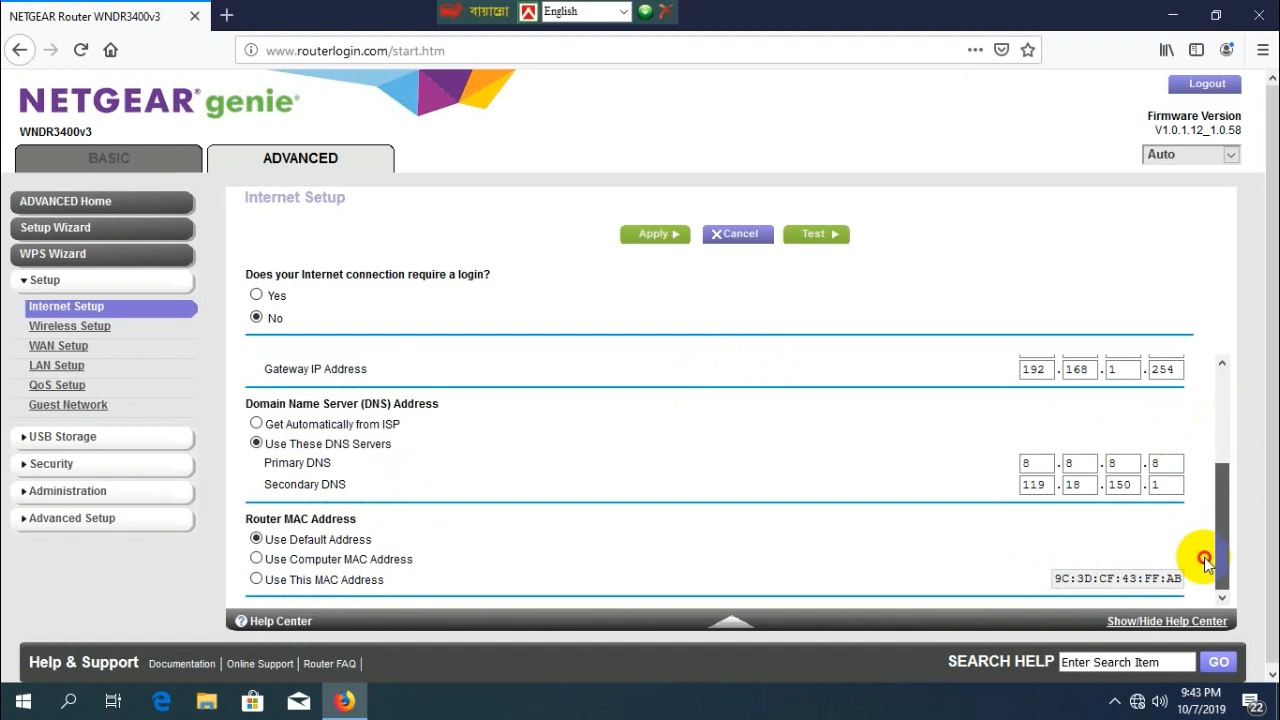 NETGEAR Router WNDR3400v3
বায়ান্নো English
www.routerlogin.com/start.htm
NETGEAR® genie®
Logout
WNDR3400v3
Firmware Version
V1.0.1.12_1.0.58
BASIC
ADVANCED
Auto
ADVANCED Home
Setup Wizard
WPS Wizard
Setup
Internet Setup
Wireless Setup
WAN Setup
LAN Setup
QoS Setup
Guest Network
USB Storage
Security
Administration
Advanced Setup
Internet Setup
Apply
Cancel
Test
Does your Internet connection require a login?
Yes
No
Gateway IP Address 192 . 168 . 1 . 254
Domain Name Server (DNS) Address
Get Automatically from ISP
Use These DNS Servers
Primary DNS 8 . 8 . 8 . 8
Secondary DNS 119 . 18 . 150 . 1
Router MAC Address
Use Default Address
Use Computer MAC Address
Use This MAC Address 9C:3D:CF:43:FF:AB
Help Center
Show/Hide Help Center
Help & Support Documentation | Online Support | Router FAQ |
SEARCH HELP Enter Search Item GO
9:43 PM
10/7/2019
22